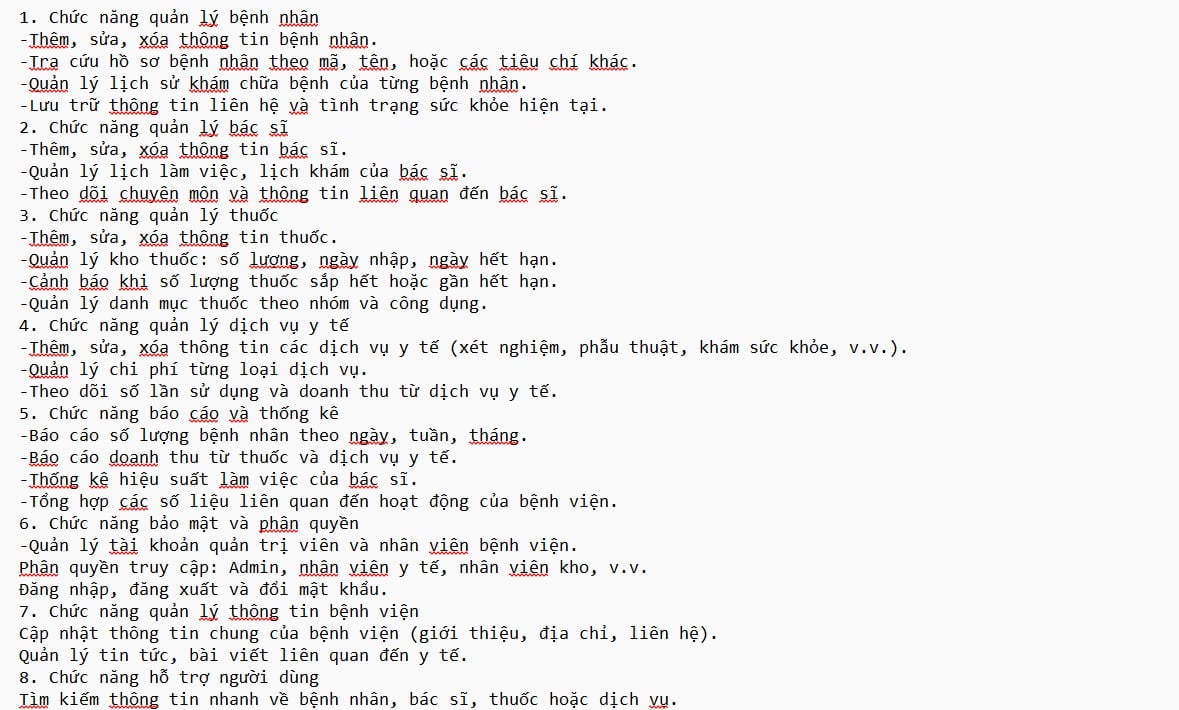 1. Chức năng quản lý bệnh nhân
-Thêm, sửa, xóa thông tin bệnh nhân.
-Tra cứu hồ sơ bệnh nhân theo mã, tên, hoặc các tiêu chí khác.
-Quản lý lịch sử khám chữa bệnh của từng bệnh nhân.
-Lưu trữ thông tin liên hệ và tình trạng sức khỏe hiện tại.
2. Chức năng quản lý bác sĩ
-Thêm, sửa, xóa thông tin bác sĩ.
-Quản lý lịch làm việc, lịch khám của bác sĩ.
-Theo dõi chuyên môn và thông tin liên quan đến bác sĩ.
3. Chức năng quản lý thuốc
-Thêm, sửa, xóa thông tin thuốc.
-Quản lý kho thuốc: số lượng, ngày nhập, ngày hết hạn.
-Cảnh báo khi số lượng thuốc sắp hết hoặc gần hết hạn.
-Quản lý danh mục thuốc theo nhóm và công dụng.
4. Chức năng quản lý dịch vụ y tế
-Thêm, sửa, xóa thông tin các dịch vụ y tế (xét nghiệm, phẫu thuật, khám sức khỏe, v.v.).
-Quản lý chi phí từng loại dịch vụ.
-Theo dõi số lần sử dụng và doanh thu từ dịch vụ y tế.
5. Chức năng báo cáo và thống kê
-Báo cáo số lượng bệnh nhân theo ngày, tuần, tháng.
-Báo cáo doanh thu từ thuốc và dịch vụ y tế.
-Thống kê hiệu suất làm việc của bác sĩ.
-Tổng hợp các số liệu liên quan đến hoạt động của bệnh viện.
6. Chức năng bảo mật và phân quyền
-Quản lý tài khoản quản trị viên và nhân viên bệnh viện.
Phân quyền truy cập: Admin, nhân viên y tế, nhân viên kho, v.v.
Đăng nhập, đăng xuất và đổi mật khẩu.
7. Chức năng quản lý thông tin bệnh viện
Cập nhật thông tin chung của bệnh viện (giới thiệu, địa chỉ, liên hệ).
Quản lý tin tức, bài viết liên quan đến y tế.
8. Chức năng hỗ trợ người dùng
Tìm kiếm thông tin nhanh về bệnh nhân, bác sĩ, thuốc hoặc dịch vụ.